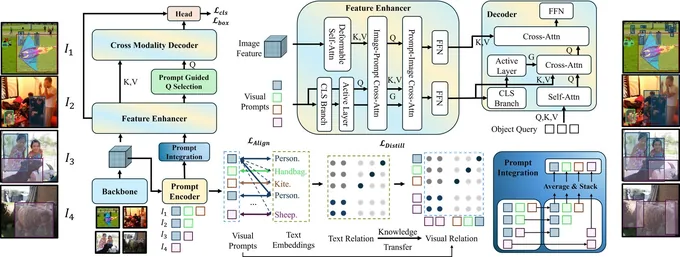 I1
I2
I3
I4
Head
ℒcls
ℒbox
Cross Modality Decoder
K,V
Q
Prompt Guided
Q Selection
Feature Enhancer
Prompt
Integration
Backbone
Prompt
Encoder
I1
I2
I3
I4
Feature Enhancer
Image
Feature
Deformable
Self-Attn
K,V
Q
Image-Prompt Cross-Attn
Q
K,V
G
Prompt-Image Cross-Attn
FFN
FFN
Visual
Prompts
CLS Branch
Active Layer
K,V
Decoder
FFN
Cross-Attn
Q
Active
Layer
G
Cross-Attn
K,V
Q
CLS
Branch
Self-Attn
Q,K,V
Object Query
ℒAlign
Person.
Handbag.
Kite.
Person.
...
...
Sheep.
Visual
Prompts
Text
Embeddings
ℒDistill
Text Relation
Knowledge
Transfer
Visual Relation
Prompt
Integration
Average & Stack